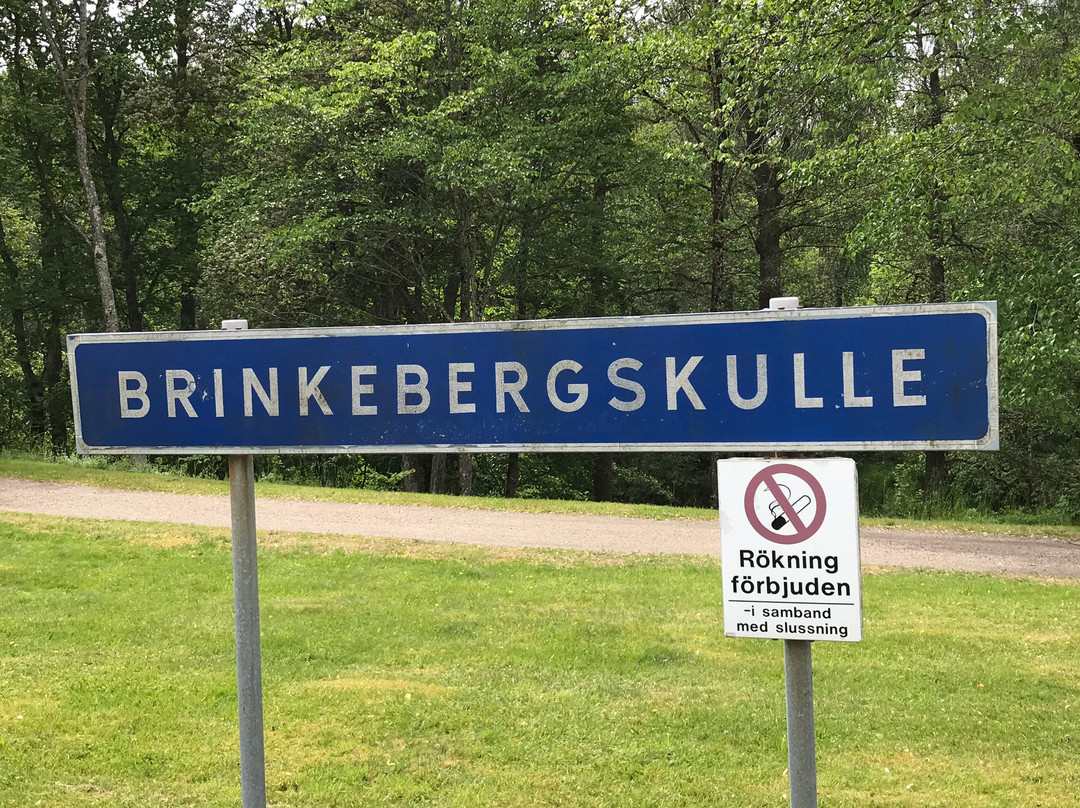 BRINKEBERGSKULLE
Rökning
förbjuden
-i samband
med slussning